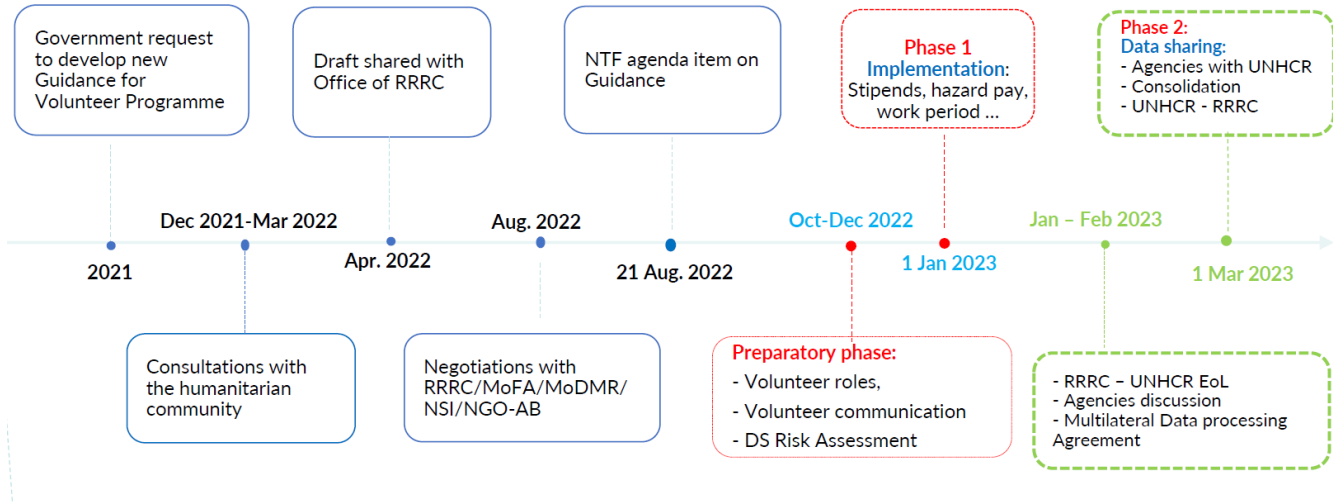 Government request
to develop new
Guidance for
Volunteer Programme
Draft shared with
Office of RRRC
NTF agenda item on
Guidance
Phase 1
Implementation:
Stipends, hazard pay,
work period ...
Phase 2:
Data sharing:
- Agencies with UNHCR
- Consolidation
- UNHCR - RRRC
Dec 2021-Mar 2022
Aug. 2022
Oct-Dec 2022
Jan – Feb 2023
2021
Apr. 2022
21 Aug. 2022
1 Jan 2023
1 Mar 2023
Consultations with
the humanitarian
community
Negotiations with
RRRC/MoFA/MoDMR/
NSI/NGO-AB
Preparatory phase:
- Volunteer roles,
- Volunteer communication
- DS Risk Assessment
- RRRC – UNHCR EoL
- Agencies discussion
- Multilateral Data processing
Agreement